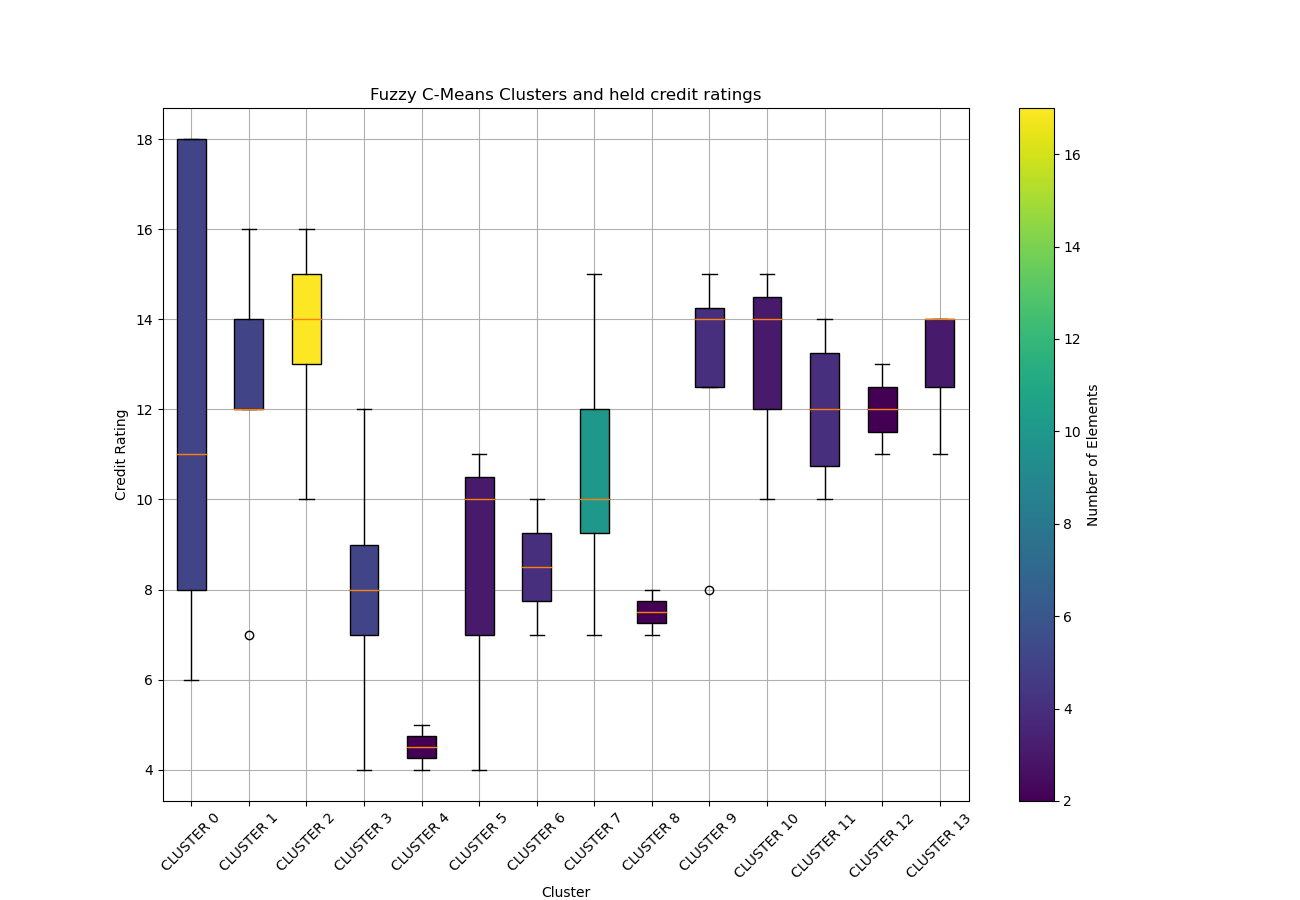 Fuzzy C-Means Clusters and held credit ratings
18
16
14
12
10
8
6
4
Credit Rating
CLUSTER 0
CLUSTER 1
CLUSTER 2
CLUSTER 3
CLUSTER 4
CLUSTER 5
CLUSTER 6
CLUSTER 7
CLUSTER 8
CLUSTER 9
CLUSTER 10
CLUSTER 11
CLUSTER 12
CLUSTER 13
Cluster
16
14
12
10
8
6
4
2
Number of Elements